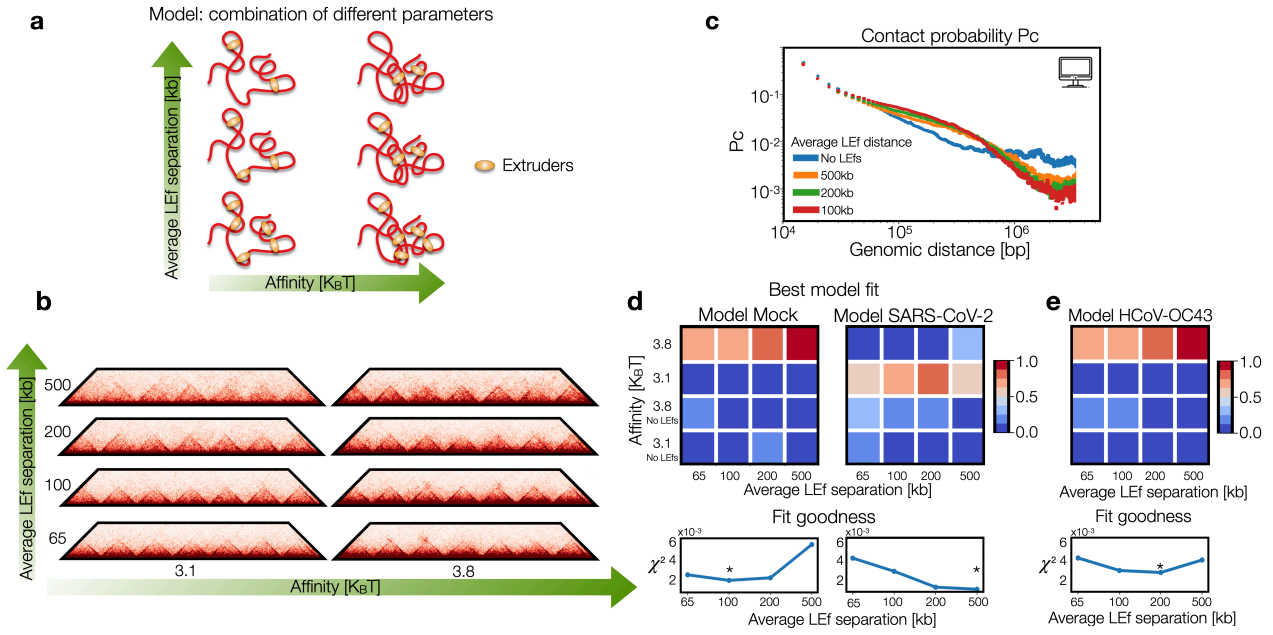 a
Model: combination of different parameters
Average LEf separation [kb]
Extruders
Affinity [KBT]
c
Contact probability Pc
Pc
10-1
10-2
10-3
Average LEf distance
No LEFs
500kb
200kb
100kb
104
105
106
Genomic distance [bp]
b
Average LEf separation [kb]
500
200
100
65
3.1
3.8
Affinity [KBT]
d
Best model fit
Model Mock
Model SARS-CoV-2
Affinity [KBT]
3.8
3.1
3.8
No LEFs
3.1
No LEFs
1.0
0.5
0.0
65 100 200 500
65 100 200 500
Average LEf separation [kb]
Fit goodness
x10-3
x10-3
χ2
6
4
2
6
4
2
*
*
65 100 200 500
65 100 200 500
Average LEf separation [kb]
e
Model HCoV-OC43
1.0
0.5
0.0
65 100 200 500
Average LEf separation [kb]
Fit goodness
x10-3
χ2
6
4
2
*
65 100 200 500
Average LEf separation [kb]